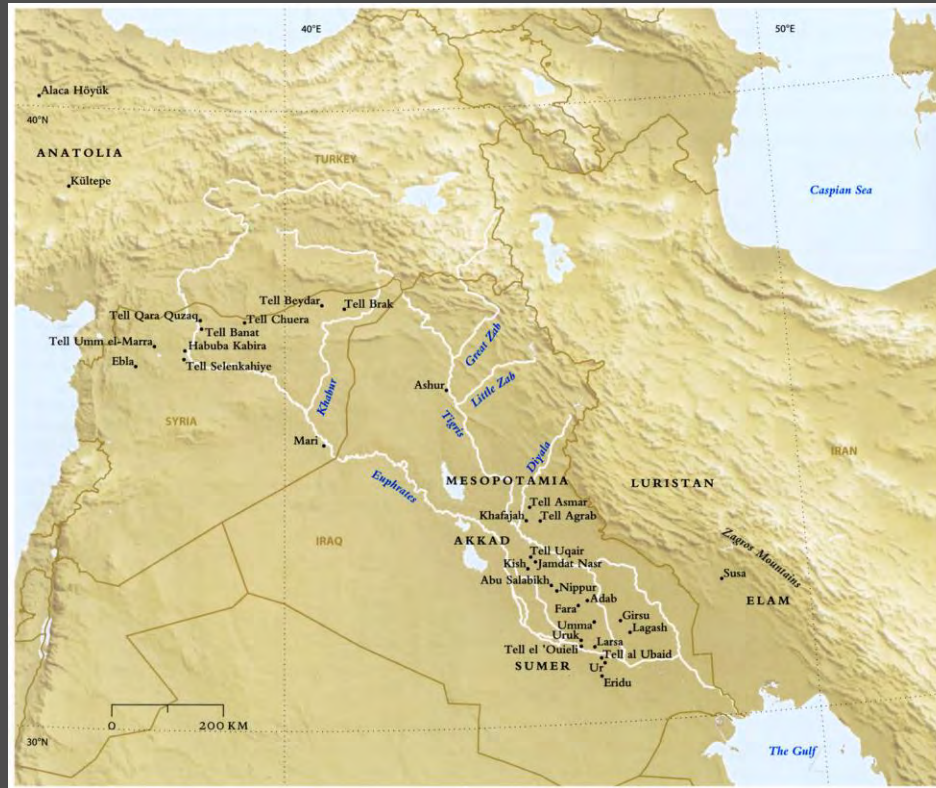 40°E
50°E
Alaca Höyük
40°N
ANATOLIA
TURKEY
Kültepe
Caspian Sea
Tell Beydar
Tell Brak
Tell Qara Quzaq
Tell Chuera
Tell Banat
Tell Umm el-Marra
Habuba Kabira
Ebla
Tell Selenkahiye
Great Zab
Little Zab
Khabur
Ashur
Tigris
SYRIA
Mari
Diyala
IRAN
Euphrates
MESOPOTAMIA
LURISTAN
Tell Asmar
Khafajah
Tell Agrab
IRAQ
AKKAD
Zagros Mountains
Tell Uqair
Kish
Jamdat Nasr
Susa
Abu Salabikh
Nippur
Adab
ELAM
Fara
Girsu
Umma
Lagash
Uruk
Larsa
Tell el 'Ouieli
Tell al Ubaid
SUMER
Ur
Eridu
0
200 KM
30°N
The Gulf